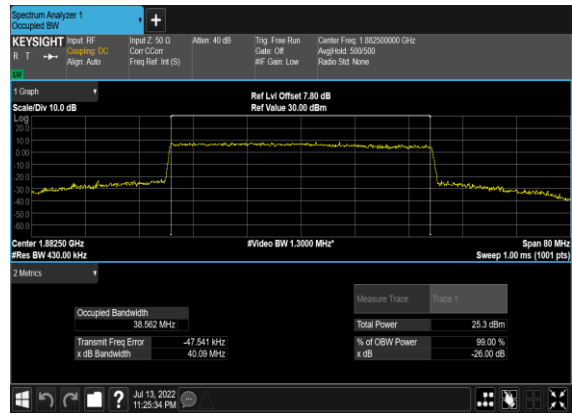 Spectrum Analyzer 1
Occupied BW
+
KEYSIGHT Input: RF Input Z: 50 Ω Atten: 40 dB Trig: Free Run Center Freq: 1.882500000 GHz
R T Coupling: DC Corr CCorr Gate: Off Avg|Hold: 500/500
Align: Auto Freq Ref: Int (S) #IF Gain: Low Radio Std: None
LXI
1 Graph Ref Lvl Offset 7.80 dB
Scale/Div 10.0 dB Ref Value 30.00 dBm
Log
20.0
10.0
0.00
-10.0
-20.0
-30.0
-40.0
-50.0
-60.0
Center 1.88250 GHz #Video BW 1.3000 MHz* Span 80 MHz
#Res BW 430.00 kHz Sweep 1.00 ms (1001 pts)
2 Metrics
Measure Trace Trace 1
Occupied Bandwidth
38.562 MHz Total Power 25.3 dBm
Transmit Freq Error -47.541 kHz % of OBW Power 99.00 %
x dB Bandwidth 40.09 MHz x dB -26.00 dB
? Jul 13, 2022
11:25:34 PM